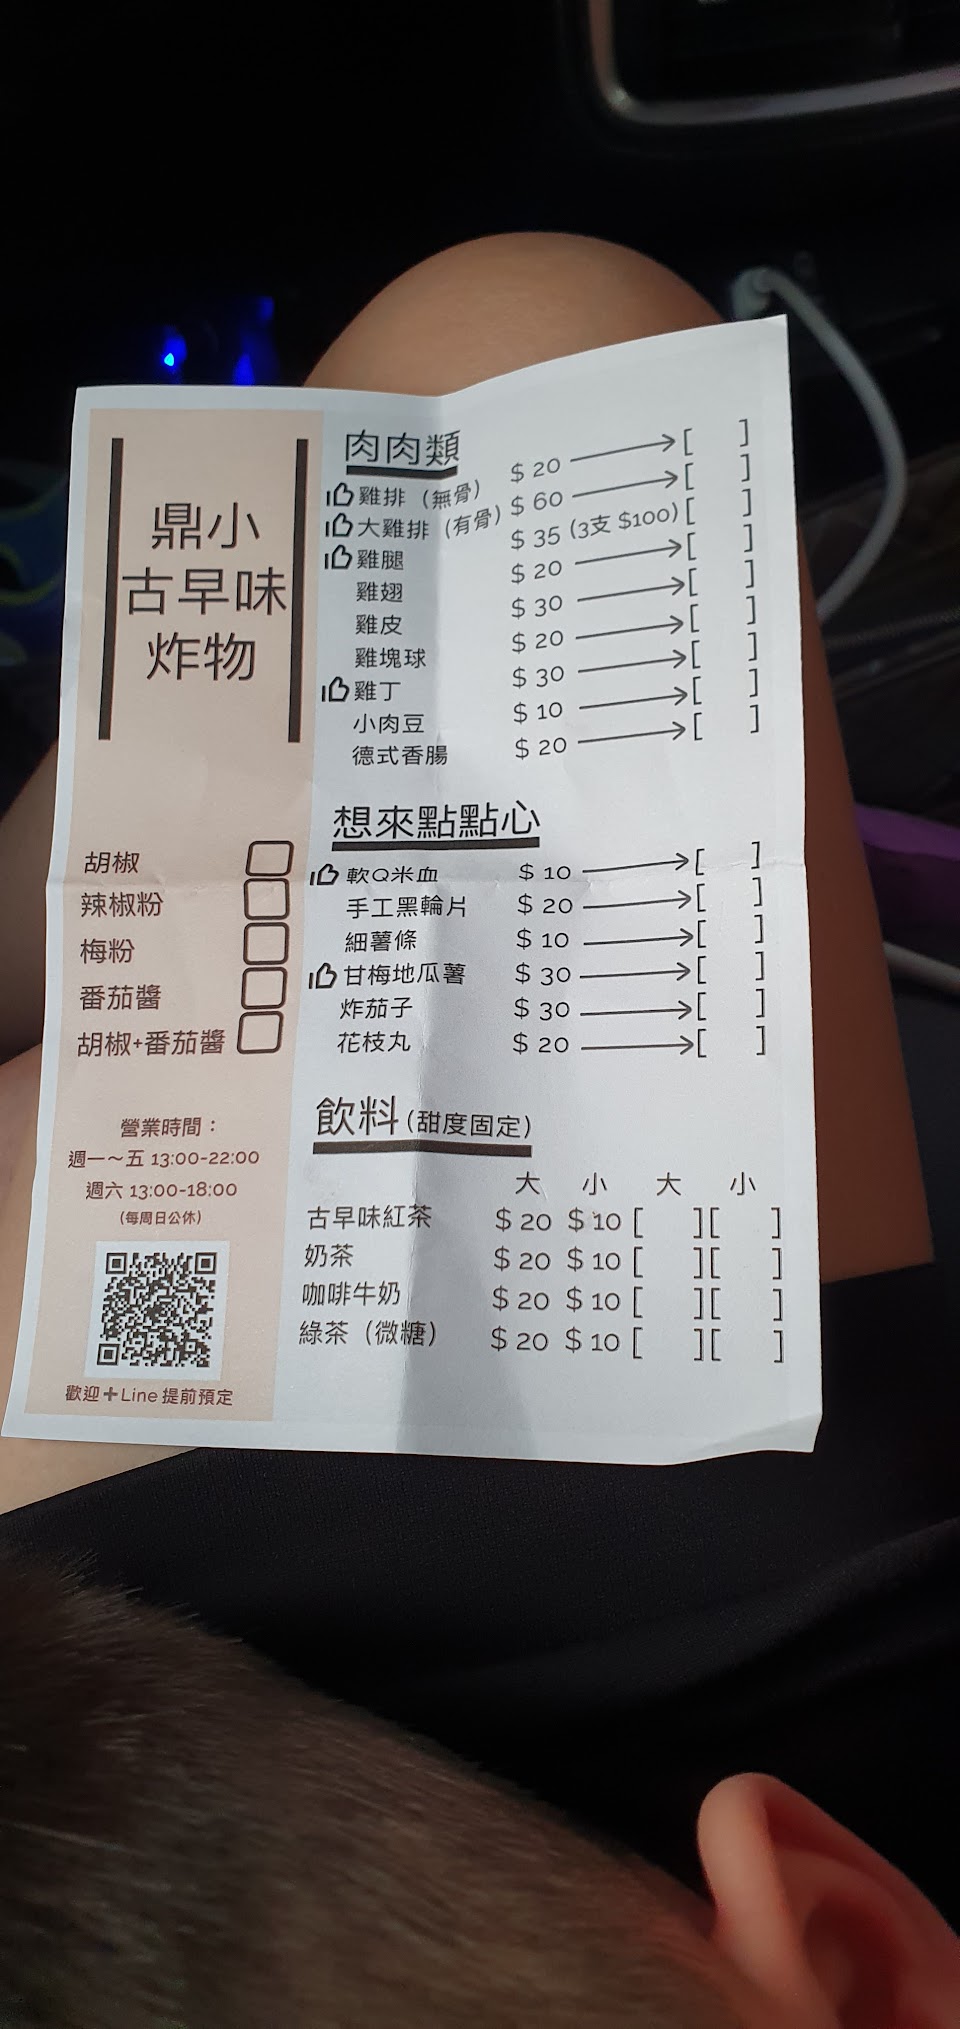 鼎小
古早味
炸物
胡椒
辣椒粉
梅粉
番茄醬
胡椒+番茄醬
營業時間：
週一～五 13:00-22:00
週六 13:00-18:00
(每周日公休)
歡迎+Line 提前預定
肉肉類
雞排（無骨） $ 20 → [ ]
大雞排（有骨） $ 60 → [ ]
雞腿 $ 35 (3支 $100) [ ]
雞翅 $ 20 → [ ]
雞皮 $ 30 → [ ]
雞塊球 $ 20 → [ ]
雞丁 $ 30 → [ ]
小肉豆 $ 10 → [ ]
德式香腸 $ 20 → [ ]
想來點點心
軟Q米血 $ 10 → [ ]
手工黑輪片 $ 20 → [ ]
細薯條 $ 10 → [ ]
甘梅地瓜薯 $ 30 → [ ]
炸茄子 $ 30 → [ ]
花枝丸 $ 20 → [ ]
飲料(甜度固定)
大 小 大 小
古早味紅茶 $ 20 $ 10 [ ][ ]
奶茶 $ 20 $ 10 [ ][ ]
咖啡牛奶 $ 20 $ 10 [ ][ ]
綠茶（微糖） $ 20 $ 10 [ ][ ]